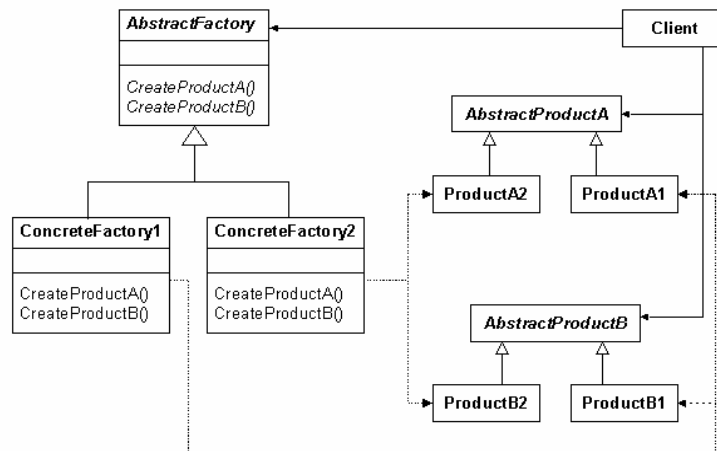 AbstractFactory
CreateProductA()
CreateProductB()
Client
AbstractProductA
ProductA2
ProductA1
ConcreteFactory1
CreateProductA()
CreateProductB()
ConcreteFactory2
CreateProductA()
CreateProductB()
AbstractProductB
ProductB2
ProductB1